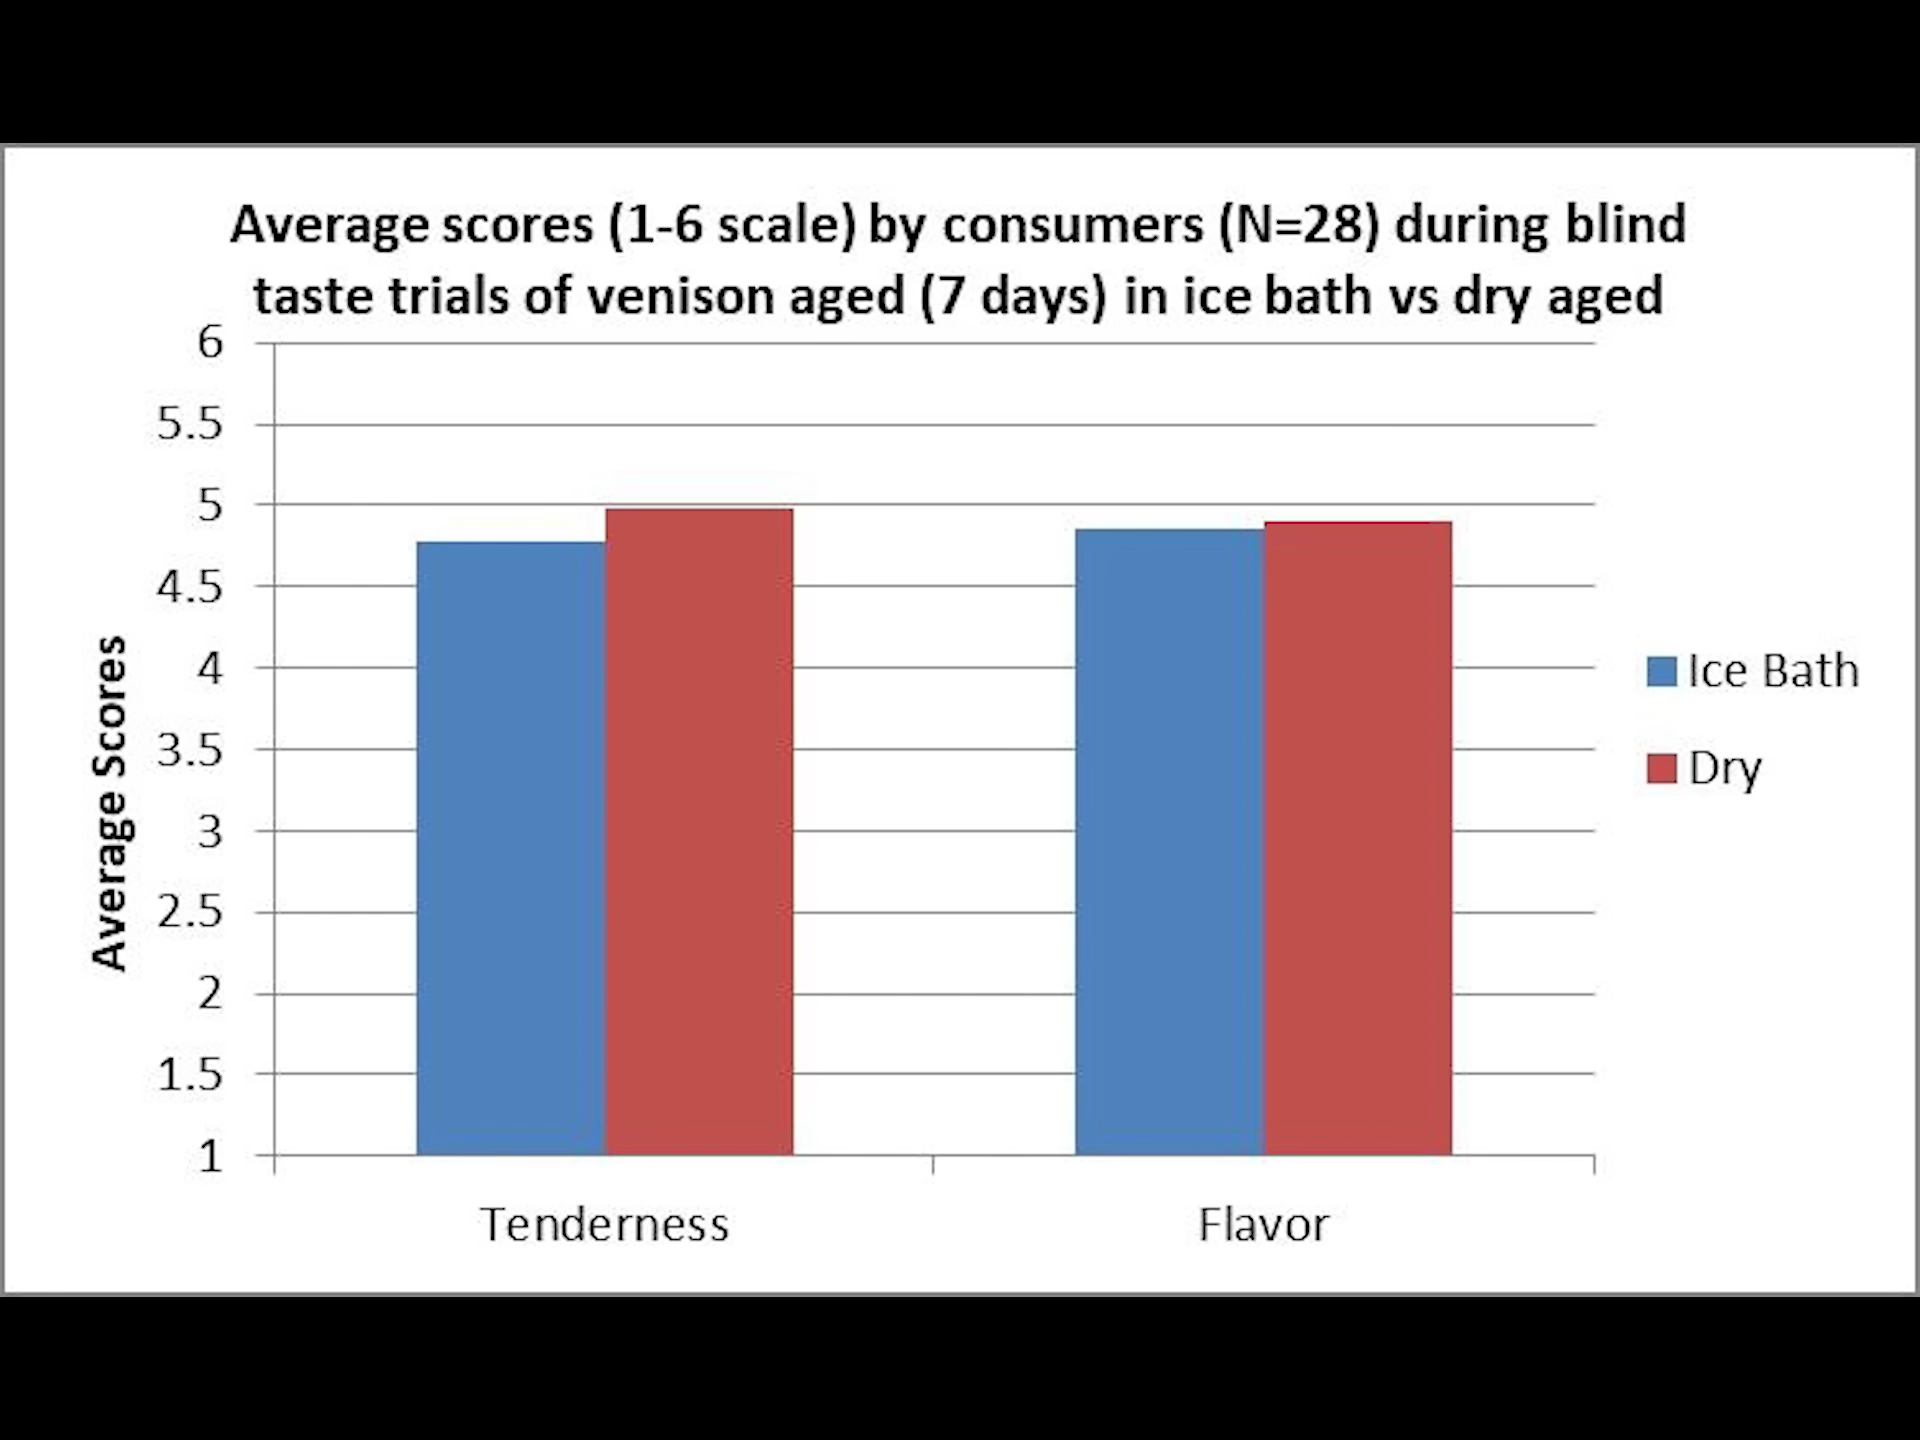 Average scores (1-6 scale) by consumers (N=28) during blind
taste trials of venison aged (7 days) in ice bath vs dry aged
6
5.5
5
4.5
4
3.5
3
2.5
2
1.5
1
Average Scores
Tenderness
Flavor
Ice Bath
Dry